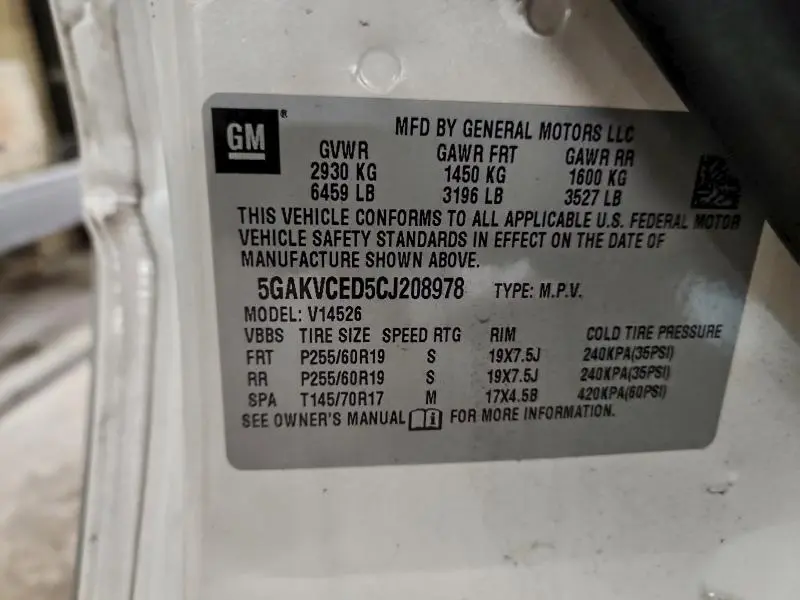 GM®
MFD BY GENERAL MOTORS LLC
GVWR GAWR FRT GAWR RR
2930 KG 1450 KG 1600 KG
6459 LB 3196 LB 3527 LB
THIS VEHICLE CONFORMS TO ALL APPLICABLE U.S. FEDERAL MOTOR
VEHICLE SAFETY STANDARDS IN EFFECT ON THE DATE OF
MANUFACTURE SHOWN ABOVE.
5GAKVCED5CJ208978 TYPE: M.P.V.
MODEL: V14526
VBBS TIRE SIZE SPEED RTG RIM COLD TIRE PRESSURE
FRT P255/60R19 S 19X7.5J 240KPA(35PSI)
RR P255/60R19 S 19X7.5J 240KPA(35PSI)
SPA T145/70R17 M 17X4.5B 420KPA(60PSI)
SEE OWNER'S MANUAL FOR MORE INFORMATION.